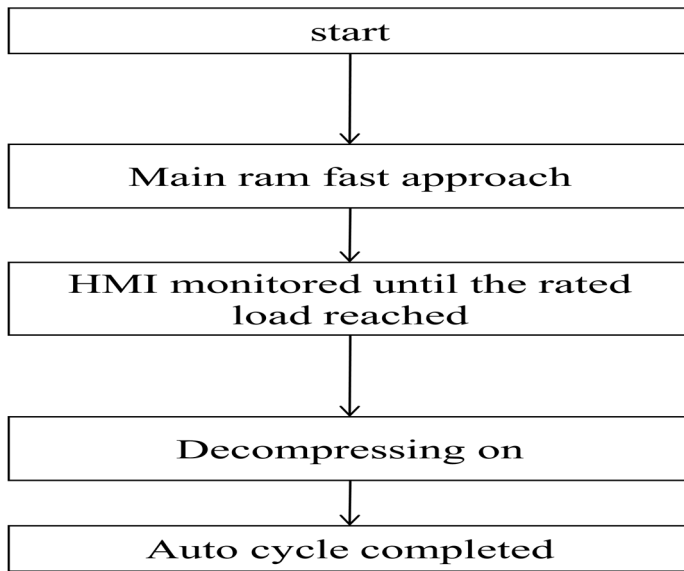 start
Main ram fast approach
HMI monitored until the rated
load reached
Decompressing on
Auto cycle completed